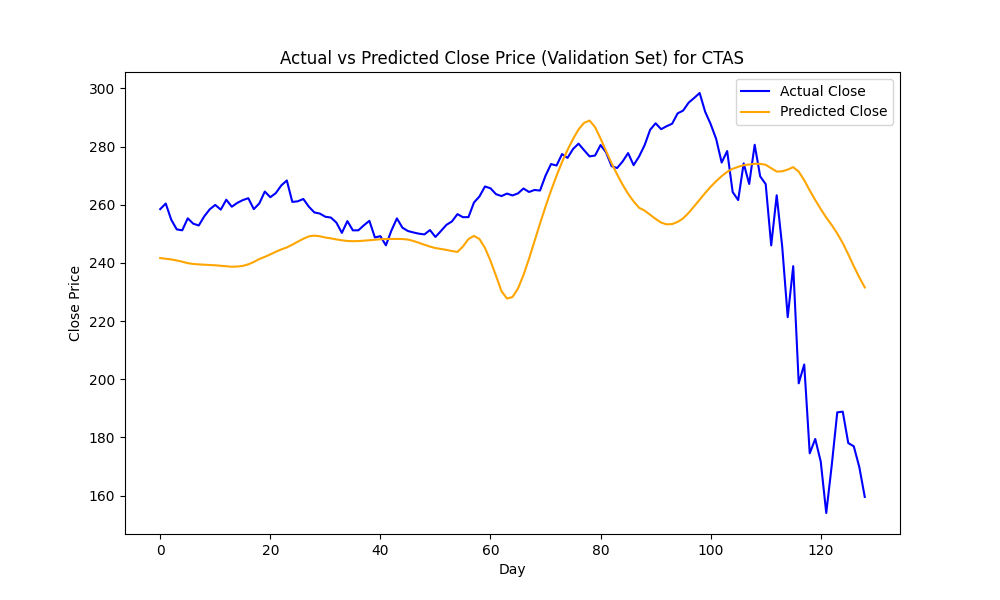 Actual vs Predicted Close Price (Validation Set) for CTAS
Actual Close
Predicted Close
Close Price
300
280
260
240
220
200
180
160
0 20 40 60 80 100 120
Day